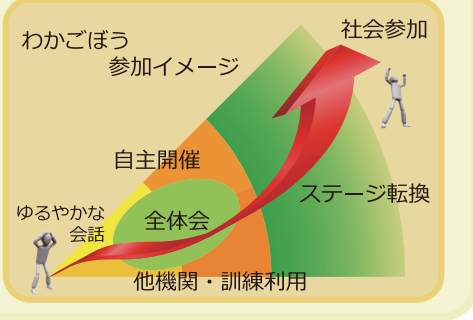 わかごぼう
参加イメージ
社会参加
自主開催
ステージ転換
ゆるやかな
会話
全体会
他機関・訓練利用